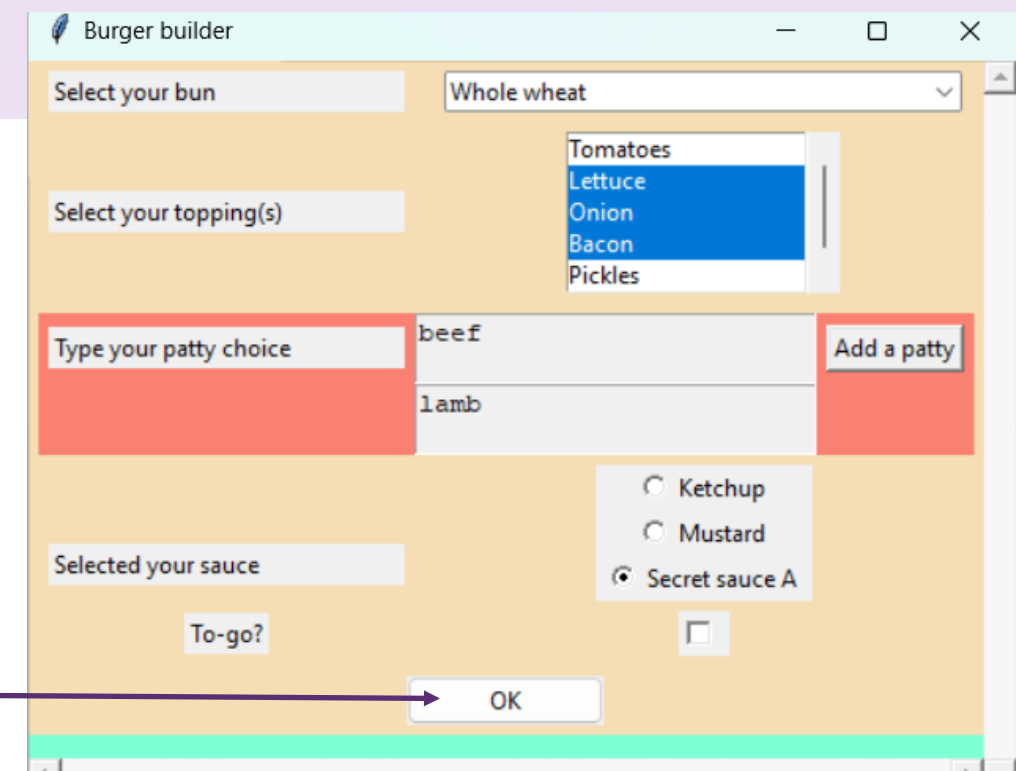 Burger builder
Select your bun
Whole wheat
Tomatoes
Lettuce
Onion
Bacon
Pickles
Select your topping(s)
Type your patty choice
beef
lamb
Add a patty
Ketchup
Mustard
Secret sauce A
Selected your sauce
To-go?
OK